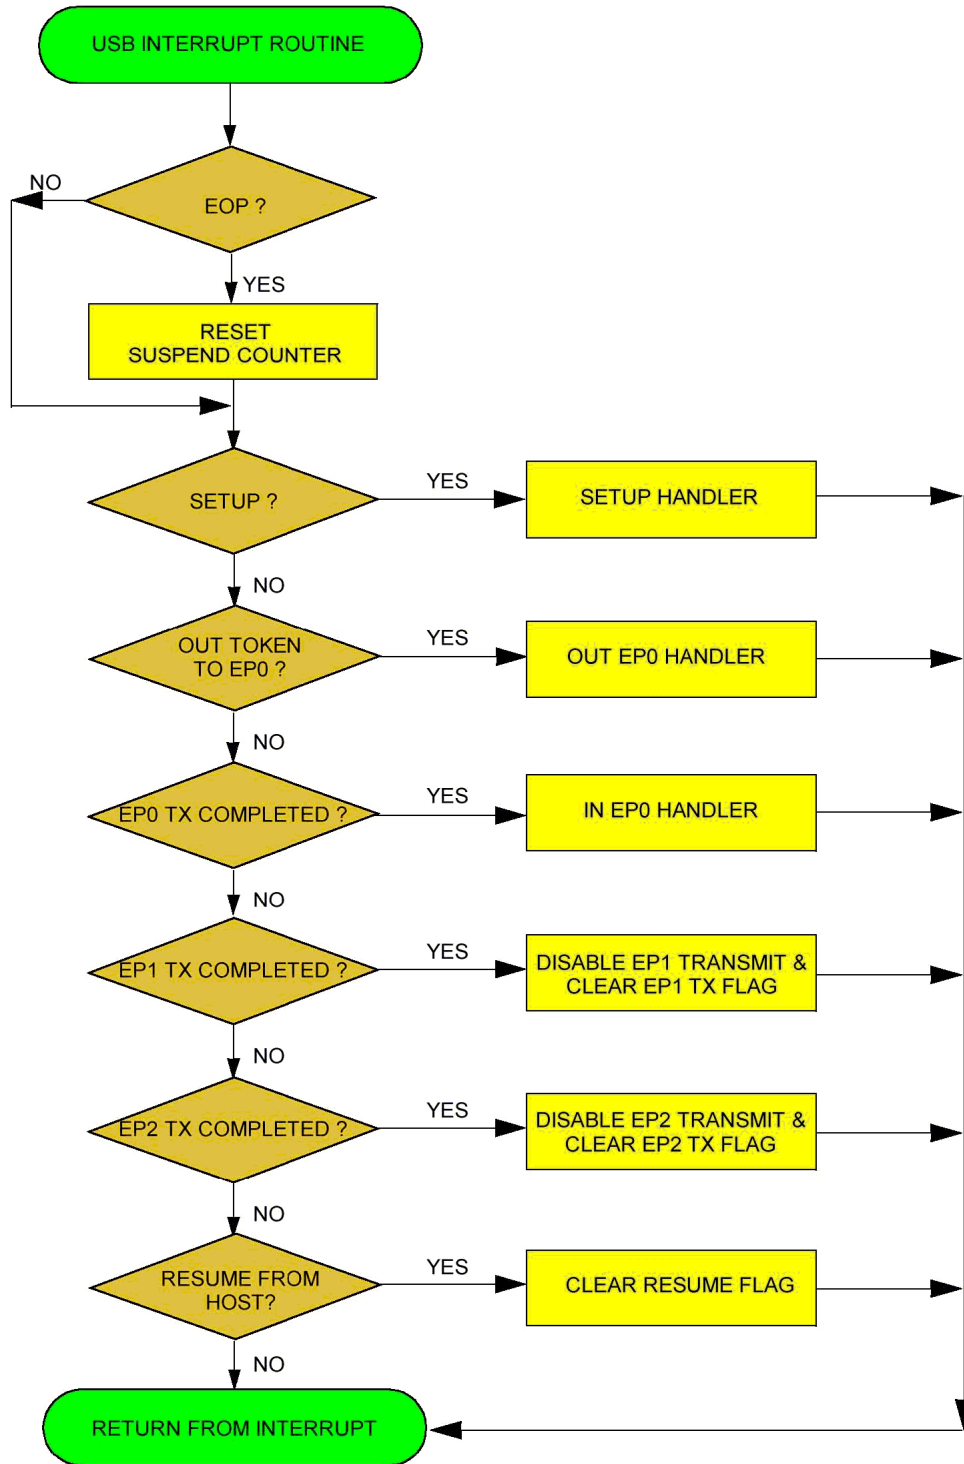 USB INTERRUPT ROUTINE
NO
EOP ?
YES
RESET
SUSPEND COUNTER
SETUP ?
YES
SETUP HANDLER
NO
OUT TOKEN
TO EP0 ?
YES
OUT EP0 HANDLER
NO
EP0 TX COMPLETED ?
YES
IN EP0 HANDLER
NO
EP1 TX COMPLETED ?
YES
DISABLE EP1 TRANSMIT &
CLEAR EP1 TX FLAG
NO
EP2 TX COMPLETED ?
YES
DISABLE EP2 TRANSMIT &
CLEAR EP2 TX FLAG
NO
RESUME FROM
HOST?
YES
CLEAR RESUME FLAG
NO
RETURN FROM INTERRUPT